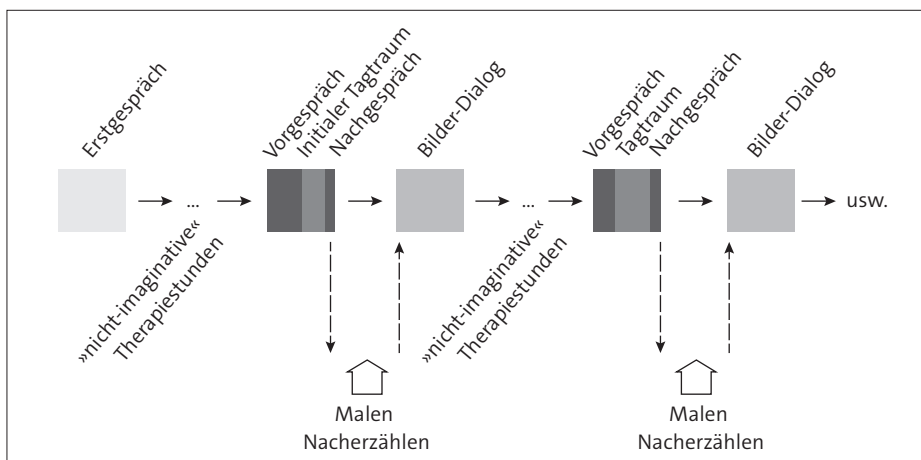 Erstgespräch
...
»nicht-imaginative«
Therapiestunden
Vorgespräch
Initialer Tagtraum
Nachgespräch
Bilder-Dialog
Malen
Nacherzählen
...
»nicht-imaginative«
Therapiestunden
Vorgespräch
Tagtraum
Nachgespräch
Bilder-Dialog
Malen
Nacherzählen
usw.